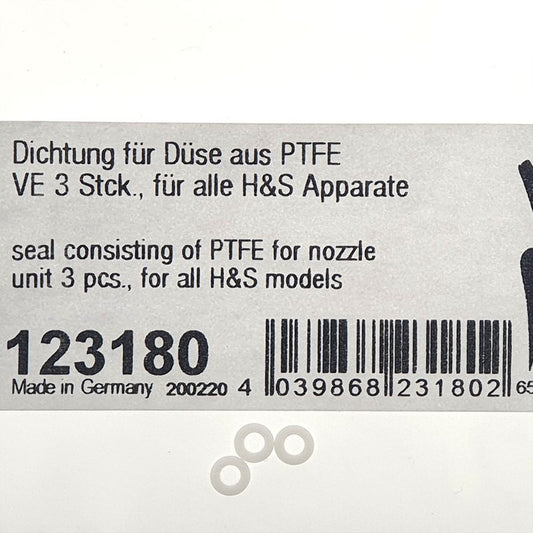 Dichtung für Düse aus PTFE
VE 3 Stck., für alle H&S Apparate
seal consisting of PTFE for nozzle
unit 3 pcs., for all H&S models
123180
Made in Germany 200220 4 039868 231802 65